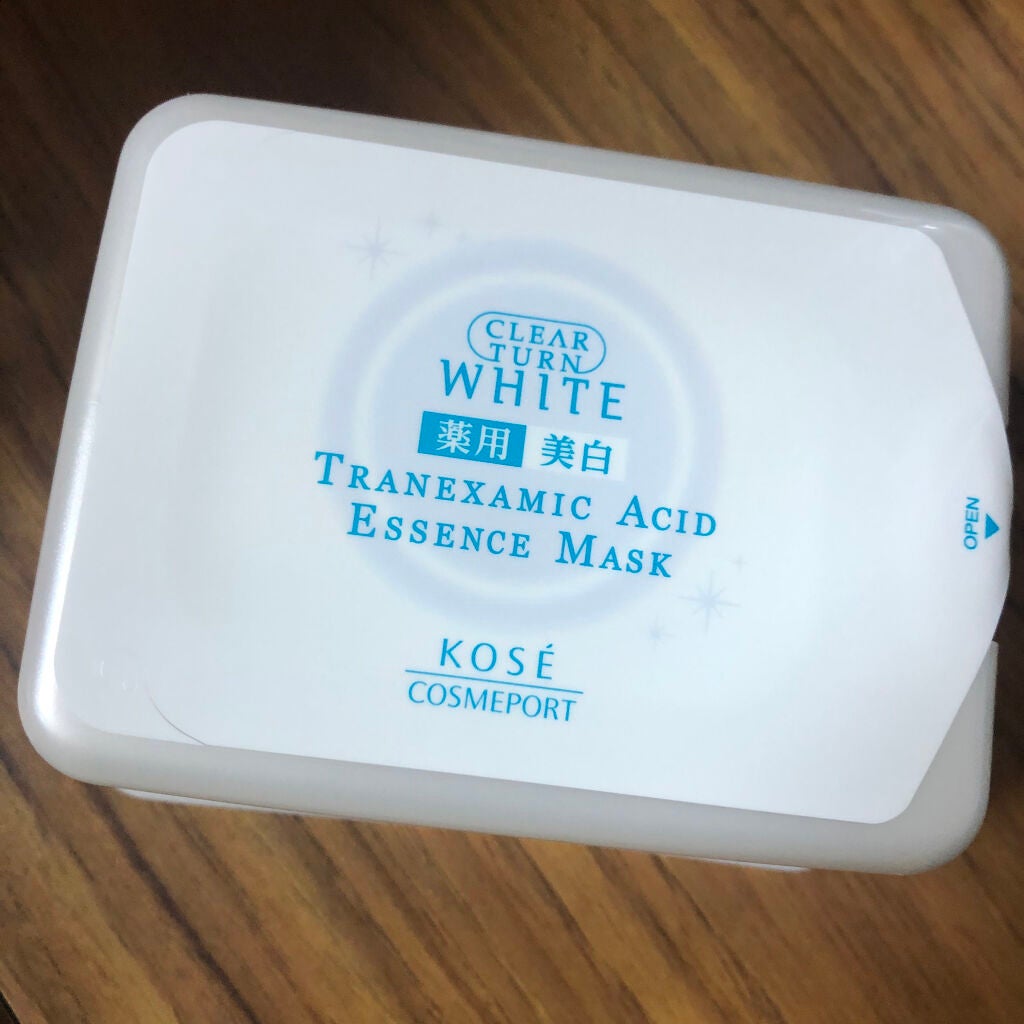 CLEAR
TURN
WHITE
薬用 美白
TRANEXAMIC ACID
ESSENCE MASK
KOSÉ
COSMEPORT
OPEN